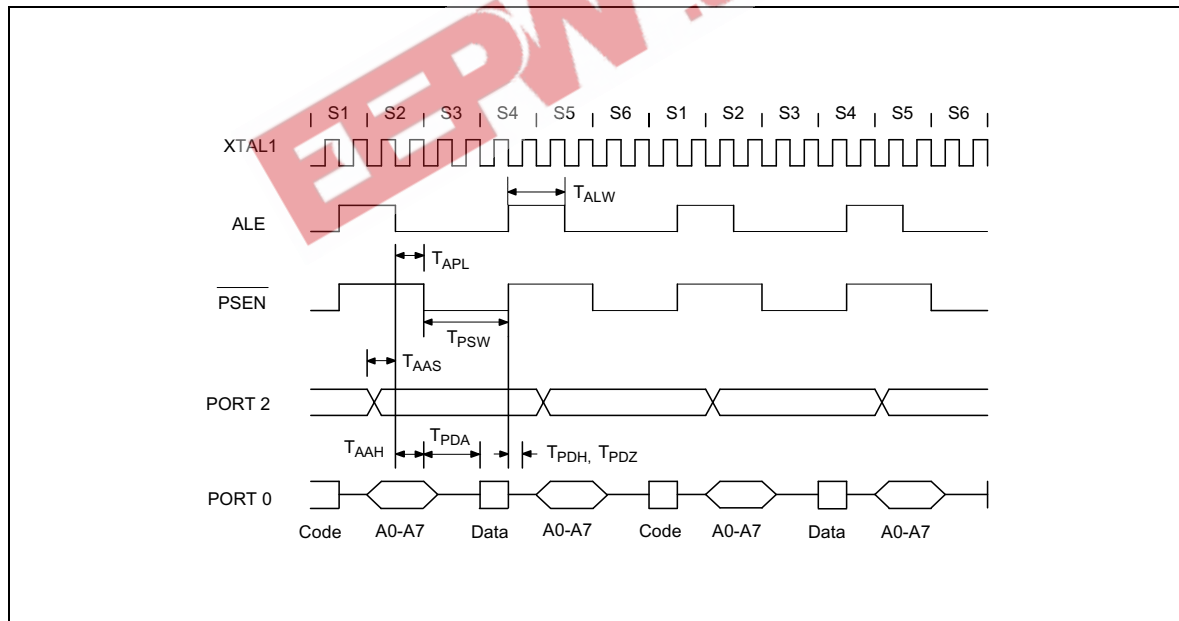 EEPW.
S1 S2 S3 S4 S5 S6 S1 S2 S3 S4 S5 S6
XTAL1
TALW
ALE
TAPL
PSEN
TPSW
TAAS
PORT 2
TAAH TPDA TPDH, TPDZ
PORT 0
Code A0-A7 Data A0-A7 Code A0-A7 Data A0-A7